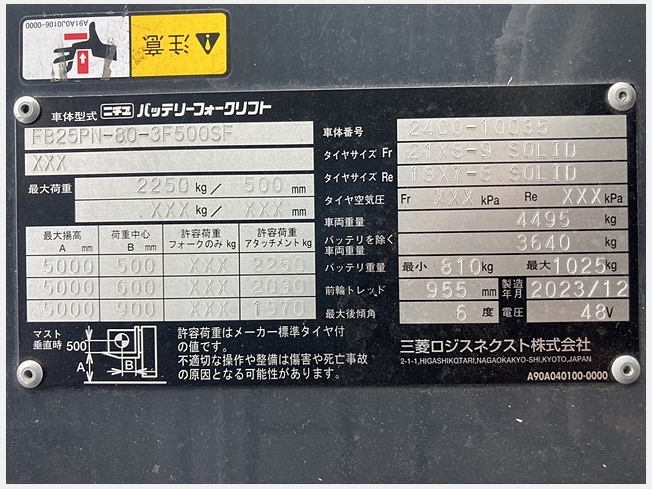 A91A0J0106-0000
注意
車体型式 ニチユ バッテリーフォークリフト
FB25PN-80-3F500SF
XXX
最大荷重 2250 kg/ 500 mm
XXX kg/ XXX mm
最大揚高 A mm 荷重中心 B mm 許容荷重 フォークのみ kg 許容荷重 アタッチメント kg
5000 500 XXX 2250
5000 600 XXX 2030
5000 900 XXX 1570
車体番号 240C-10035
タイヤサイズ Fr 21X8-9 SOLID
タイヤサイズ Re 18X7-8 SOLID
タイヤ空気圧 Fr XXX kPa Re XXX kPa
車両重量 4495 kg
バッテリを除く車両重量 3640 kg
バッテリ重量 最小 810kg 最大 1025kg
前輪トレッド 955 mm 製造年月 2023/12
最大後傾角 6 度 電圧 48V
マスト垂直時 500 A B
許容荷重はメーカー標準タイヤ付
の値です。
不適切な操作や整備は傷害や死亡事故
の原因となる可能性があります。
三菱ロジスネクスト株式会社
2-1-1,HIGASHIKOTARI,NAGAOKAKYO-SHI,KYOTO,JAPAN
A90A040100-0000